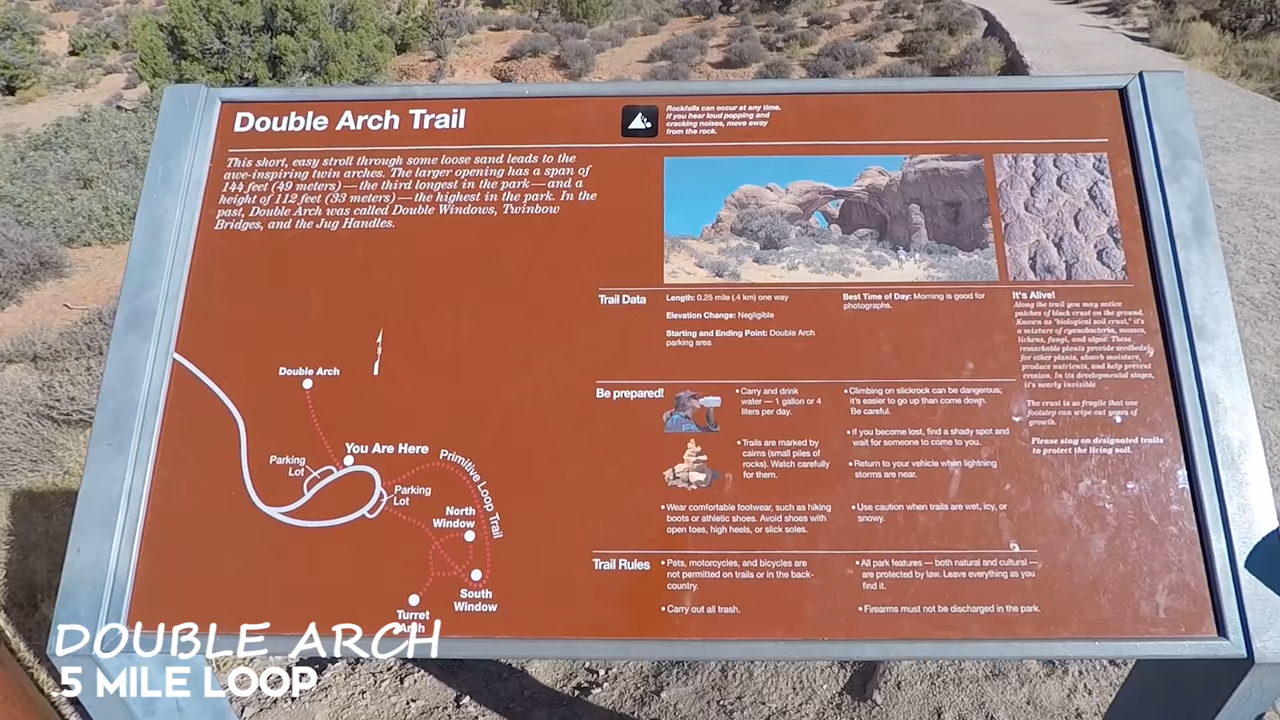 Double Arch Trail
Rockfalls can occur at any time.
If you hear loud popping and
cracking noises, move away
from the rock.
This short, easy stroll through some loose sand leads to the
awe-inspiring twin arches. The larger opening has a span of
144 feet (49 meters) — the third longest in the park — and a
height of 112 feet (33 meters) — the highest in the park. In the
past, Double Arch was called Double Windows, Twinbow
Bridges, and the Jug Handles.
Trail Data
Length: 0.25 mile (.4 km) one way
Elevation Change: Negligible
Starting and Ending Point: Double Arch
parking area
Best Time of Day: Morning is good for
photographs.
It's Alive!
Along the trail you may notice
patches of black crust on the ground.
Known as "biological soil crust," it's
a mixture of cyanobacteria, mosses,
lichens, fungi, and algae. These
remarkable plants provide seedbeds
for other plants, absorb moisture,
produce nutrients, and help prevent
erosion. In its developmental stages,
it's nearly invisible
The crust is so fragile that one
footstep can wipe out years of
growth.
Please stay on designated trails
to protect the living soil.
Be prepared!
• Carry and drink
water — 1 gallon or 4
liters per day.
• Trails are marked by
cairns (small piles of
rocks). Watch carefully
for them.
• Wear comfortable footwear, such as hiking
boots or athletic shoes. Avoid shoes with
open toes, high heels, or slick soles.
• Climbing on slickrock can be dangerous;
it's easier to go up than come down.
Be careful.
• If you become lost, find a shady spot and
wait for someone to come to you.
• Return to your vehicle when lightning
storms are near.
• Use caution when trails are wet, icy, or
snowy.
Trail Rules
• Pets, motorcycles, and bicycles are
not permitted on trails or in the back-
country.
• Carry out all trash.
• All park features — both natural and cultural —
are protected by law. Leave everything as you
find it.
• Firearms must not be discharged in the park.
Double Arch
You Are Here
Parking
Lot
Parking
Lot
Primitive Loop Trail
North
Window
South
Window
Turret
Arch
DOUBLE ARCH
.5 MILE LOOP